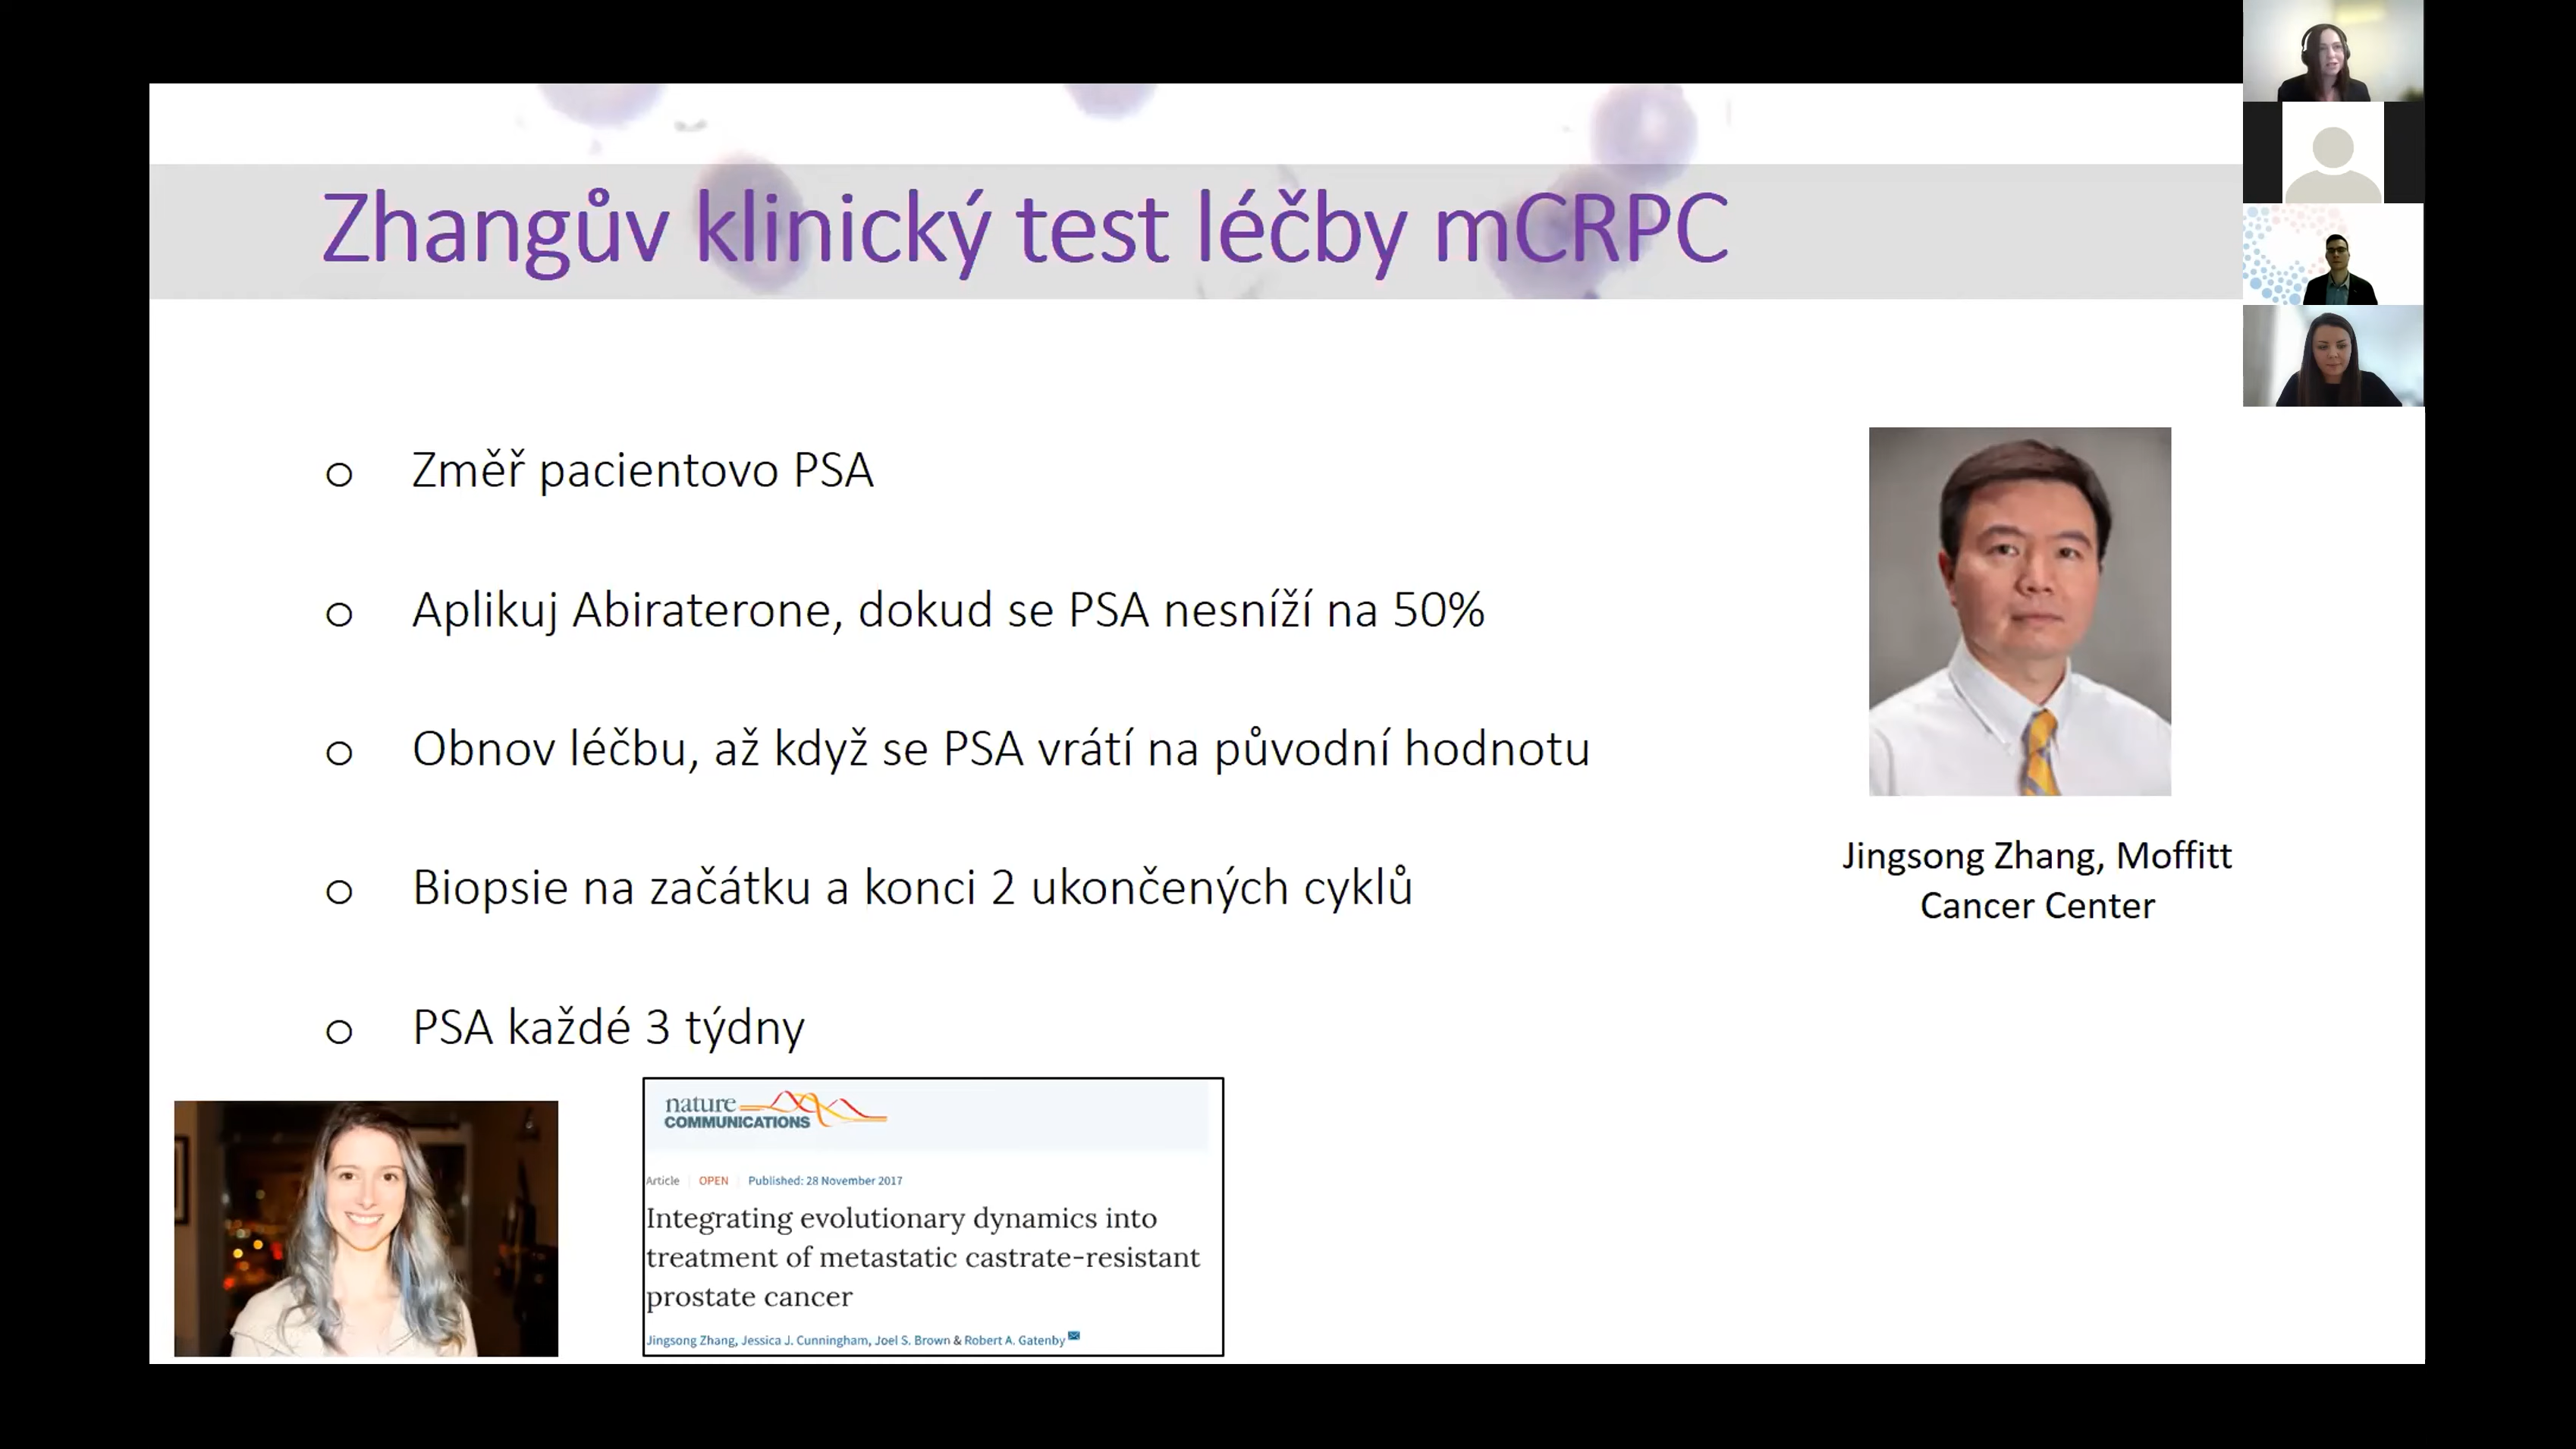 Zhangův klinický test léčby mCRPC
o Změř pacientovo PSA
o Aplikuj Abiraterone, dokud se PSA nesníží na 50%
o Obnov léčbu, až když se PSA vrátí na původní hodnotu
o Biopsie na začátku a konci 2 ukončených cyklů
o PSA každé 3 týdny
Jingsong Zhang, Moffitt
Cancer Center
nature
COMMUNICATIONS
Article OPEN Published: 28 November 2017
Integrating evolutionary dynamics into
treatment of metastatic castrate-resistant
prostate cancer
Jingsong Zhang, Jessica J. Cunningham, Joel S. Brown & Robert A. Gatenby